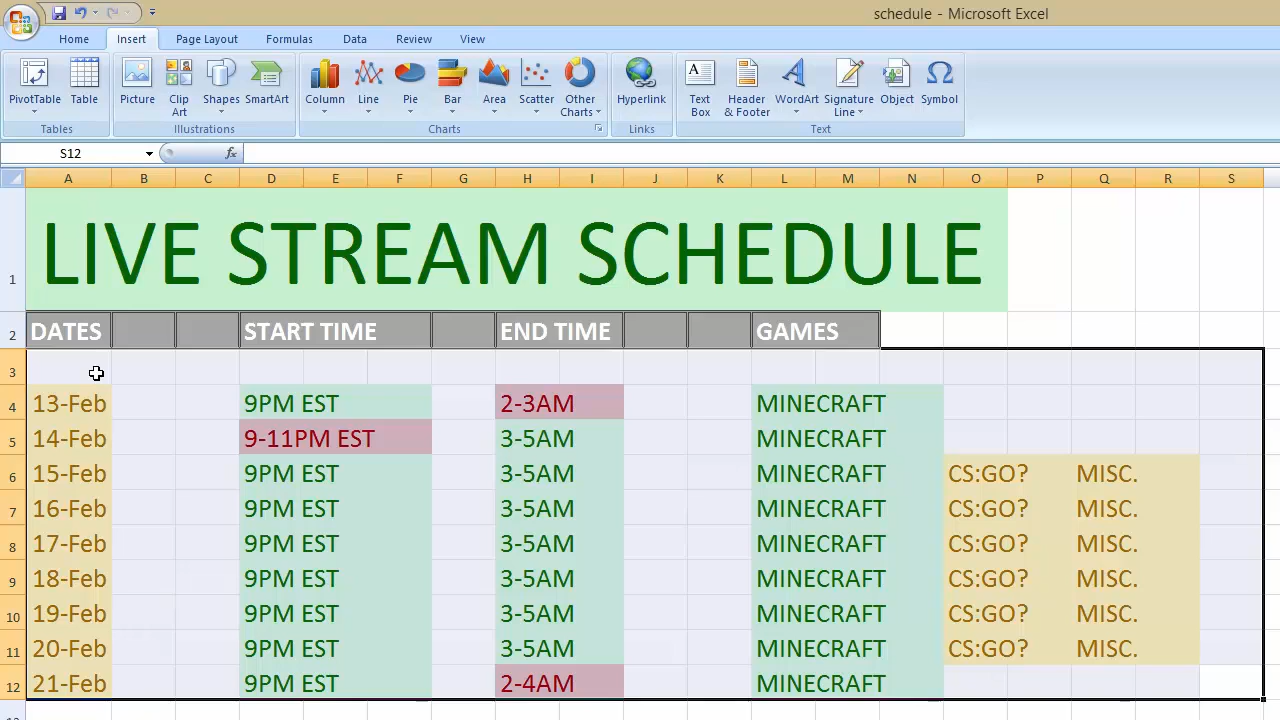 schedule - Microsoft Excel
Home Insert Page Layout Formulas Data Review View
PivotTable Table Picture Clip Art Shapes SmartArt Column Line Pie Bar Area Scatter Other Charts Hyperlink Text Box Header & Footer WordArt Signature Line Object Symbol
Tables Illustrations Charts Links Text
S12 fx
A B C D E F G H I J K L M N O P Q R S
1 LIVE STREAM SCHEDULE
2 DATES START TIME END TIME GAMES
3
4 13-Feb 9PM EST 2-3AM MINECRAFT
5 14-Feb 9-11PM EST 3-5AM MINECRAFT
6 15-Feb 9PM EST 3-5AM MINECRAFT CS:GO? MISC.
7 16-Feb 9PM EST 3-5AM MINECRAFT CS:GO? MISC.
8 17-Feb 9PM EST 3-5AM MINECRAFT CS:GO? MISC.
9 18-Feb 9PM EST 3-5AM MINECRAFT CS:GO? MISC.
10 19-Feb 9PM EST 3-5AM MINECRAFT CS:GO? MISC.
11 20-Feb 9PM EST 3-5AM MINECRAFT CS:GO? MISC.
12 21-Feb 9PM EST 2-4AM MINECRAFT